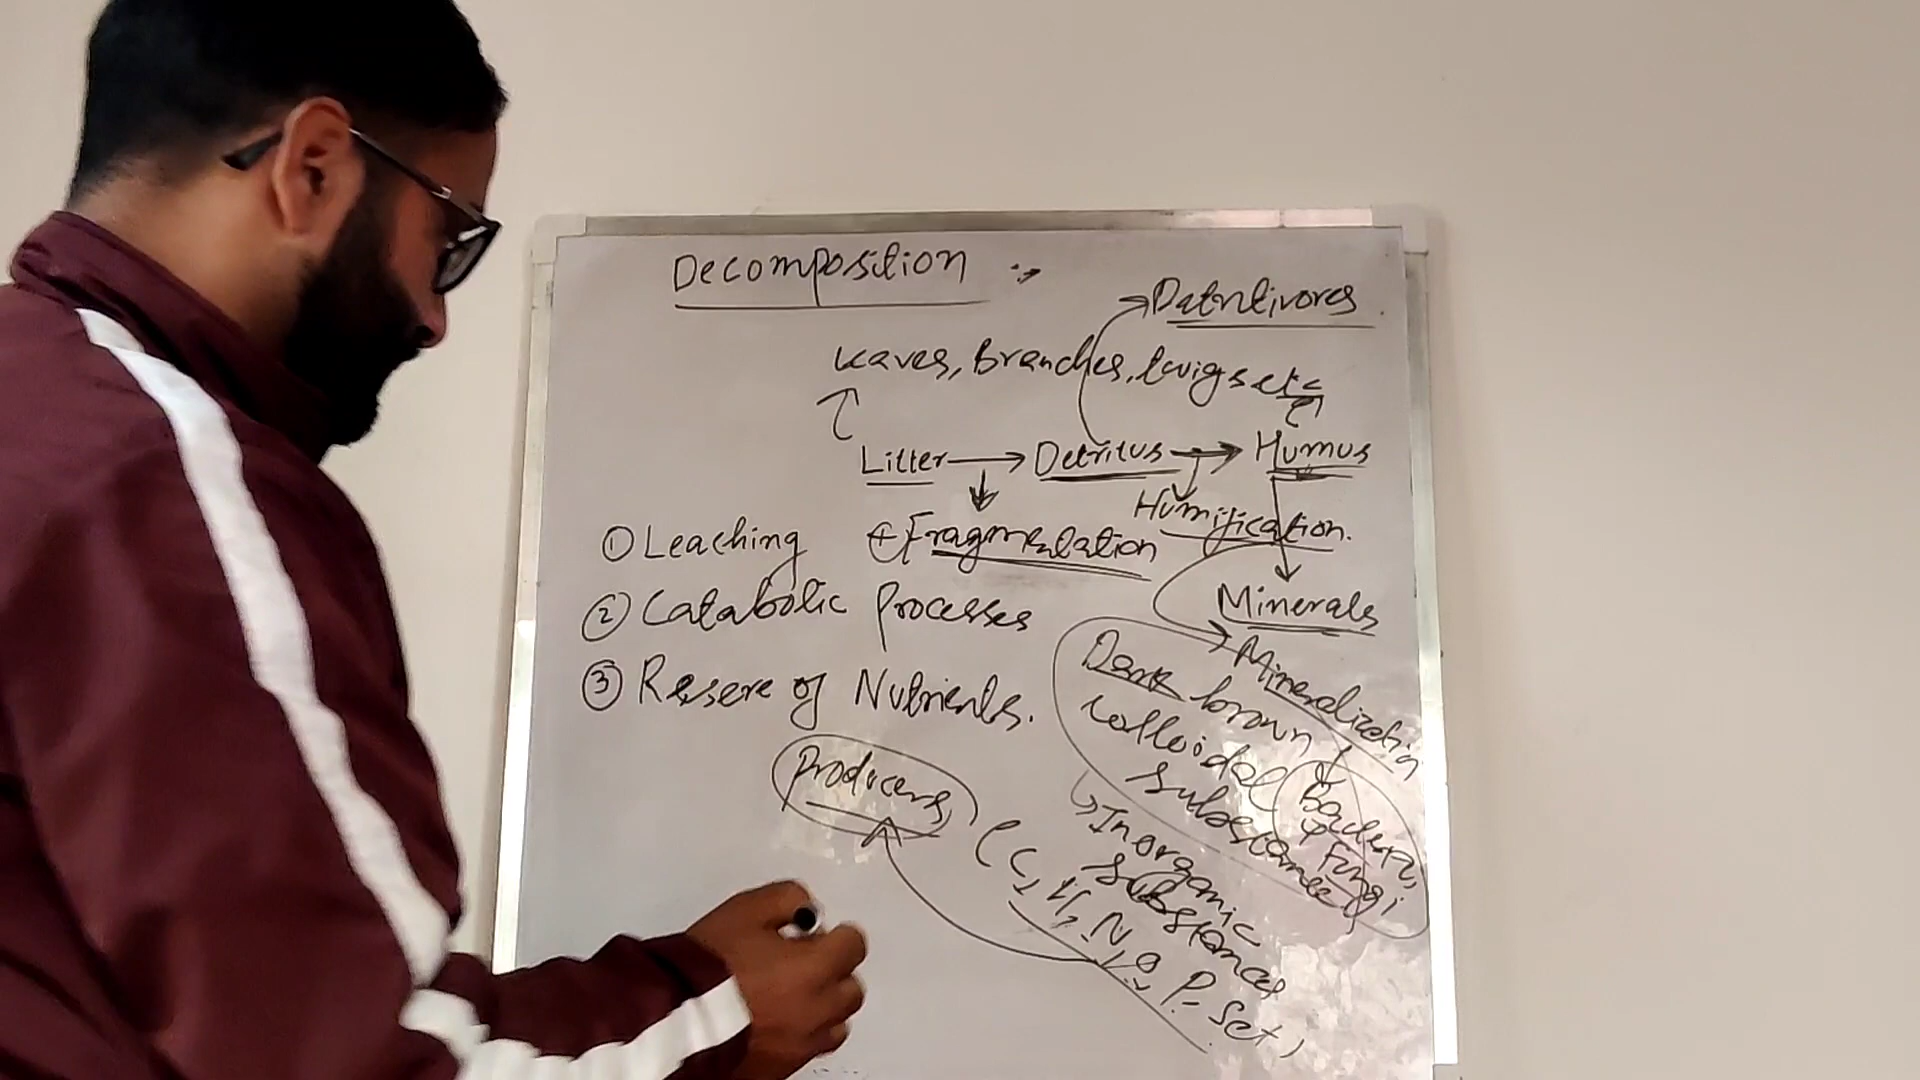 Decomposition :-
Detritivores
Leaves, Branches, twigs etc
Litter → Detritus → Humus
Humification.
① Leaching + Fragmentation
② Catabolic Processes
Minerals
③ Resere of Nutrients.
Mineralization
Dark brown
colloidal
substance
Bacteria,
& Fungi
Producers
Inorganic
Substances
(C, H, N, O, P, S etc)